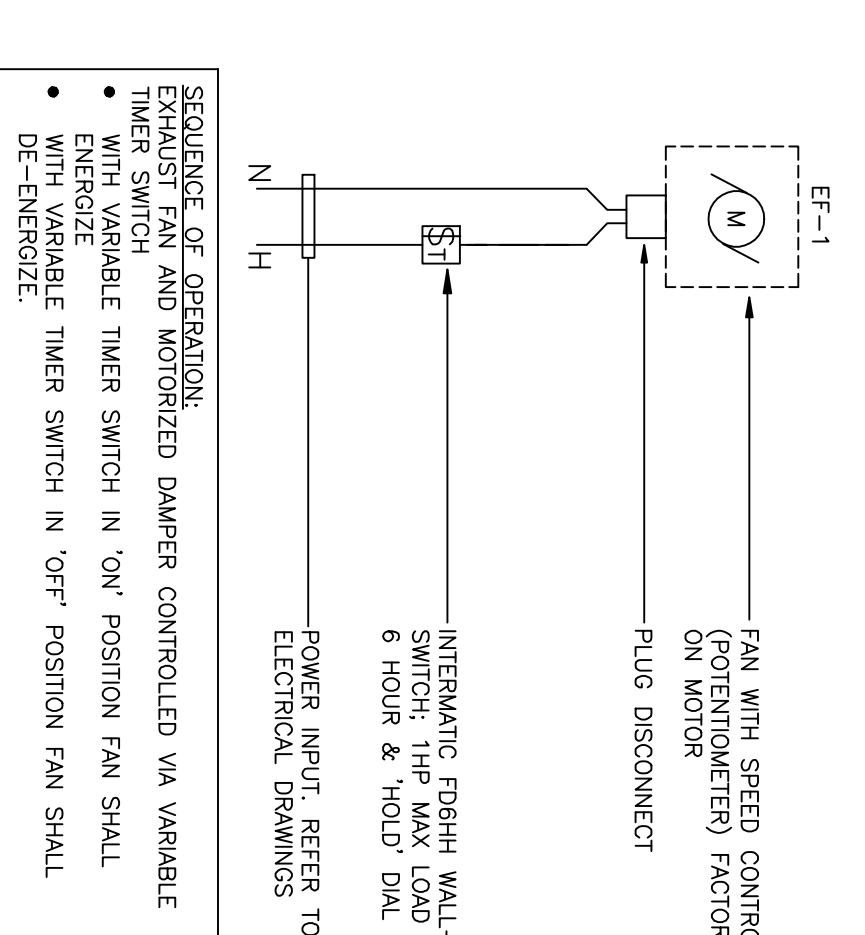 EF-1
M
FAN WITH SPEED
(POTENTIOMETER)
ON MOTOR
PLUG DISCONNECT
INTERMATIC FD6HH WALL-
SWITCH; 1HP MAX LOAD
6 HOUR & 'HOLD' DIAL
ST
POWER INPUT. REFER TO
ELECTRICAL DRAWINGS
N
H
SEQUENCE OF OPERATION:
EXHAUST FAN AND MOTORIZED DAMPER CONTROLLED VIA VARIABLE
TIMER SWITCH
• WITH VARIABLE TIMER SWITCH IN 'ON' POSITION FAN SHALL
ENERGIZE
• WITH VARIABLE TIMER SWITCH IN 'OFF' POSITION FAN SHALL
DE-ENERGIZE.